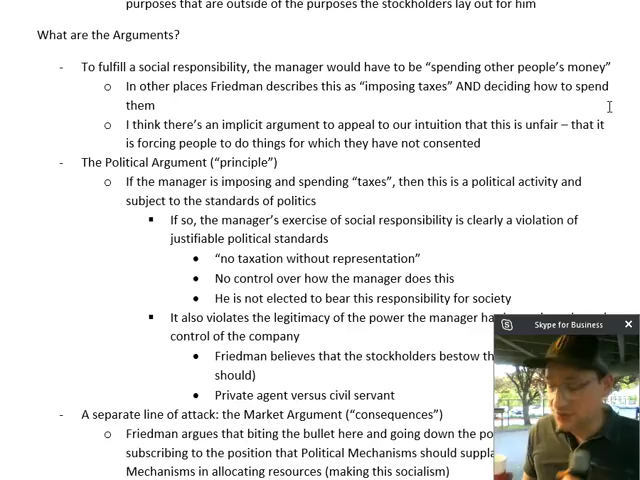 purposes that are outside of the purposes the stockholders lay out for him
What are the Arguments?
- To fulfill a social responsibility, the manager would have to be “spending other people’s money”
o In other places Friedman describes this as “imposing taxes” AND deciding how to spend
them
o I think there’s an implicit argument to appeal to our intuition that this is unfair – that it
is forcing people to do things for which they have not consented
- The Political Argument (“principle”)
o If the manager is imposing and spending “taxes”, then this is a political activity and
subject to the standards of politics
▪ If so, the manager’s exercise of social responsibility is clearly a violation of
justifiable political standards
• “no taxation without representation”
• No control over how the manager does this
• He is not elected to bear this responsibility for society
▪ It also violates the legitimacy of the power the manager
control of the company
• Friedman believes that the stockholders bestow
should)
• Private agent versus civil servant
- A separate line of attack: the Market Argument (“consequences”)
o Friedman argues that biting the bullet here and going down the
subscribing to the position that Political Mechanisms should
Mechanisms in allocating resources (making this socialism)
Skype for Business